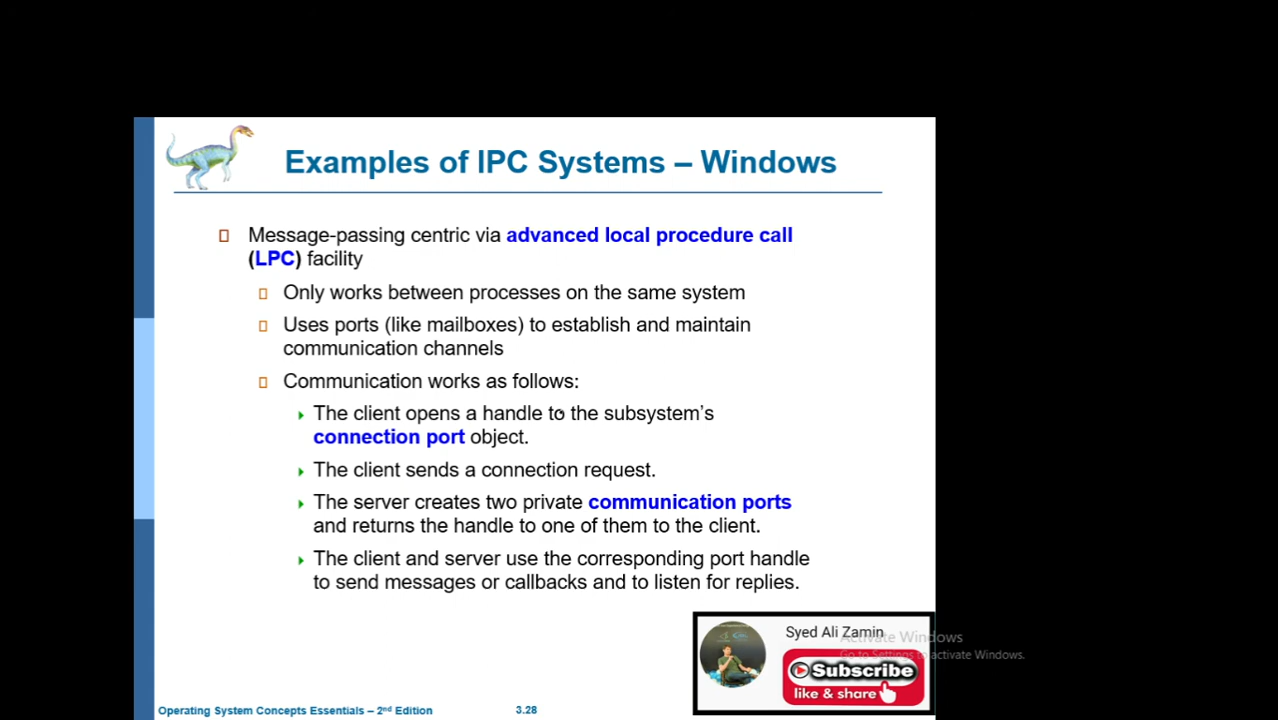 Examples of IPC Systems – Windows
Message-passing centric via advanced local procedure call
(LPC) facility
Only works between processes on the same system
Uses ports (like mailboxes) to establish and maintain
communication channels
Communication works as follows:
The client opens a handle to the subsystem's
connection port object.
The client sends a connection request.
The server creates two private communication ports
and returns the handle to one of them to the client.
The client and server use the corresponding port handle
to send messages or callbacks and to listen for replies.
Syed Ali Zamin
Activate Windows
Go to Settings to activate Windows.
Subscribe
like & share
Operating System Concepts Essentials – 2nd Edition
3.28